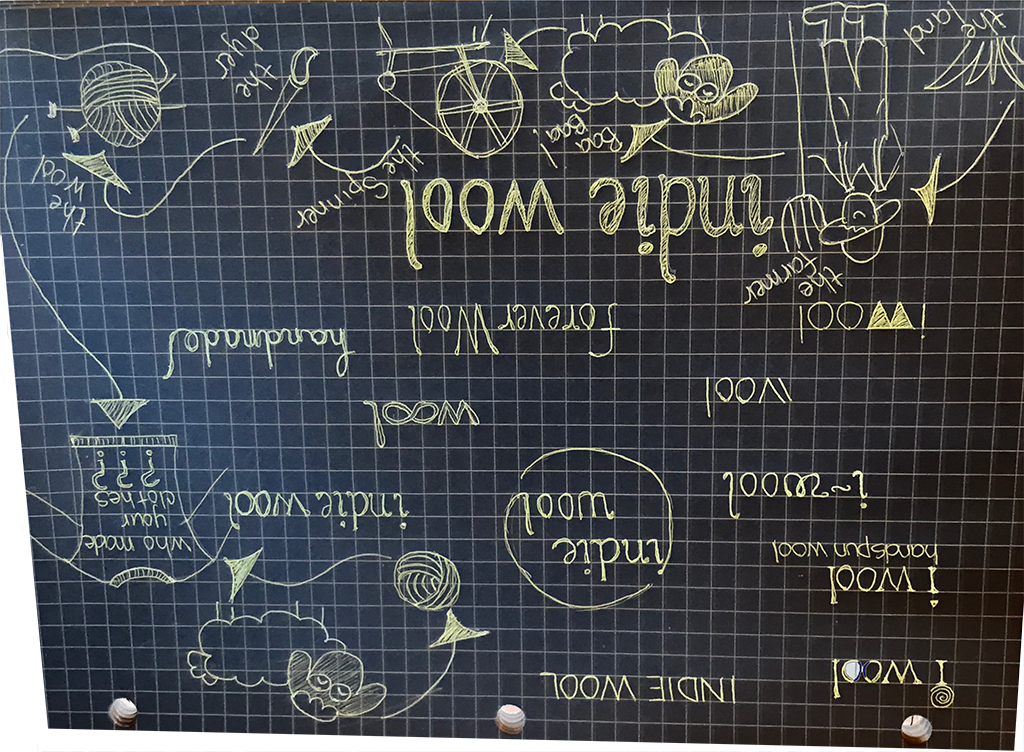 i wool
INDIE WOOL
i wool
handspun wool
indie
wool
indie wool
who made
your
clothes
???
i~wool
wool
wool
i wool
forever Wool
handmade
the
farmer
indie wool
the spinner
the wool
Baa
Baa!
the
dyer
the land